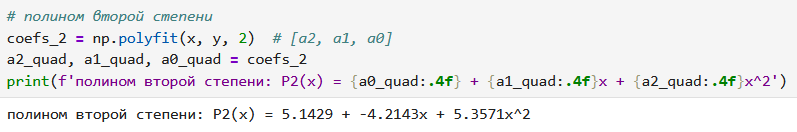 # полином второй степени
coefs_2 = np.polyfit(x, y, 2)  # [a2, a1, a0]
a2_quad, a1_quad, a0_quad = coefs_2
print(f'полином второй степени: P2(x) = {a0_quad:.4f} + {a1_quad:.4f}x + {a2_quad:.4f}x^2')
полином второй степени: P2(x) = 5.1429 + -4.2143x + 5.3571x^2